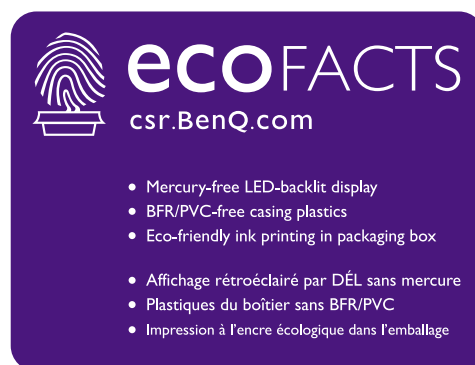 ecoFACTS
csr.BenQ.com
• Mercury-free LED-backlit display
• BFR/PVC-free casing plastics
• Eco-friendly ink printing in packaging box
• Affichage rétroéclairé par DÉL sans mercure
• Plastiques du boîtier sans BFR/PVC
• Impression à l'encre écologique dans l'emballage